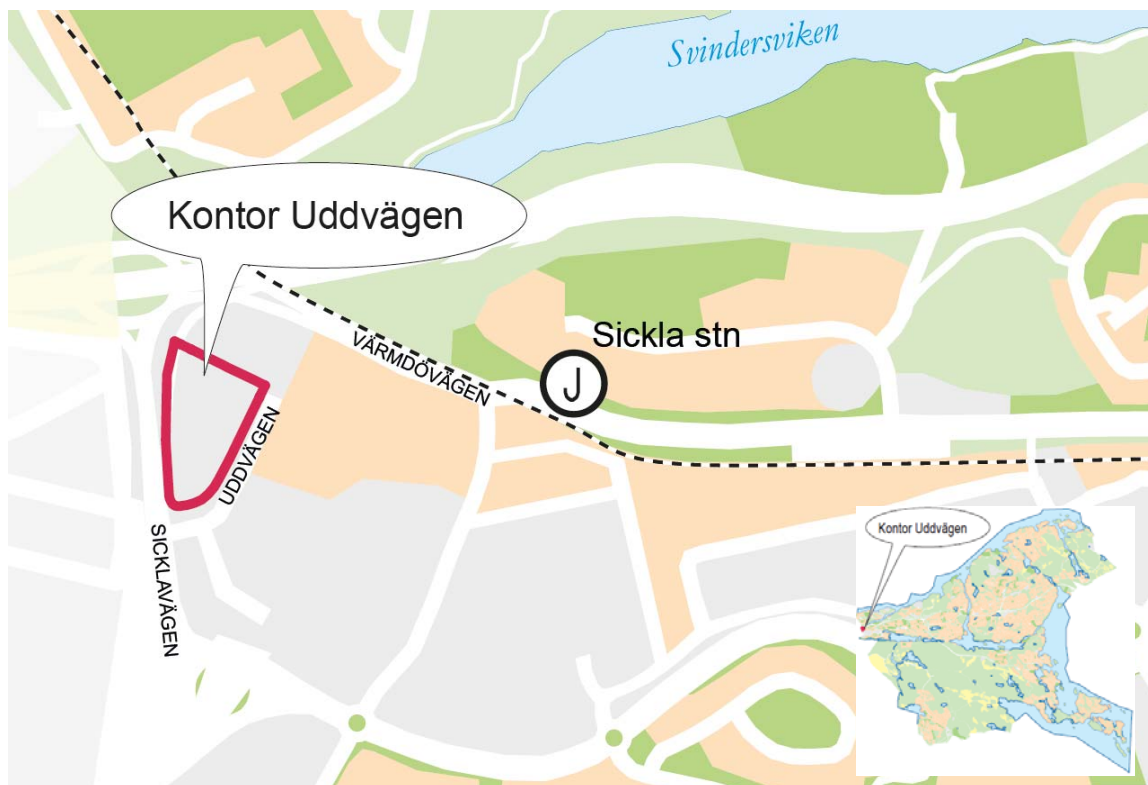 Svindersviken
Kontor Uddvägen
Sickla stn
J
VÄRMDÖVÄGEN
UDDVÄGEN
SICKLAVÄGEN
Kontor Uddvägen